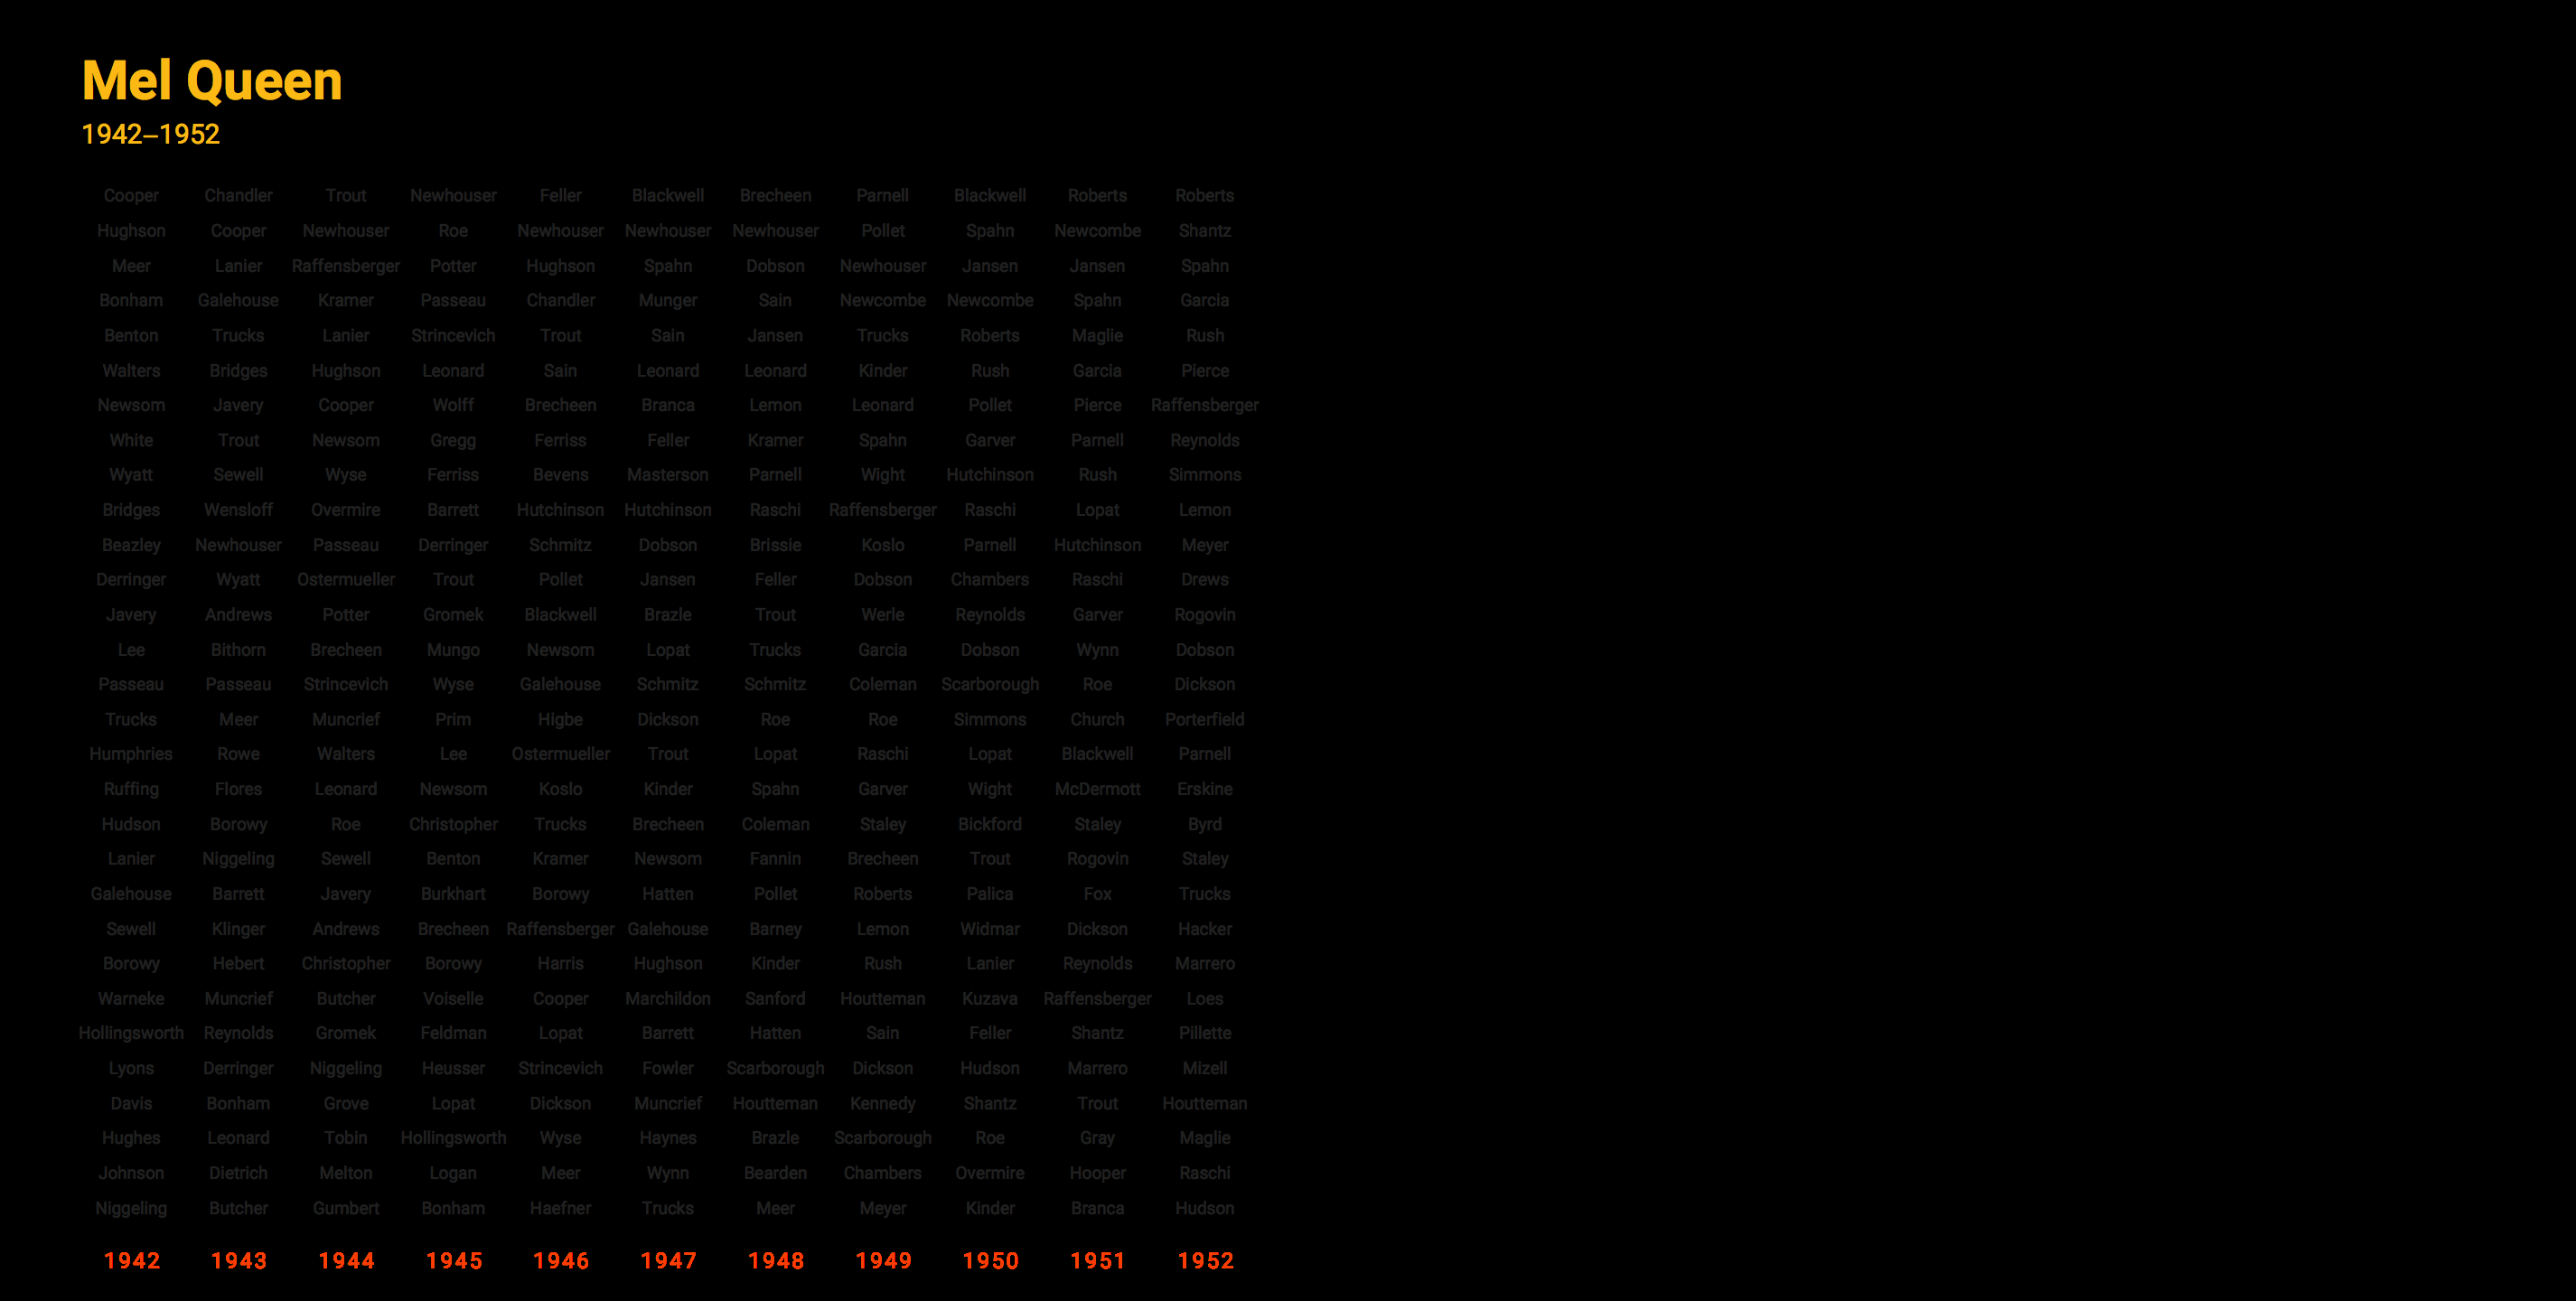 Mel Queen
1942–1952
Cooper Chandler Trout Newhouser Feller Blackwell Brecheen Parnell Blackwell Roberts Roberts
Hughson Cooper Newhouser Roe Newhouser Newhouser Newhouser Pollet Spahn Newcombe Shantz
Meer Lanier Raffensberger Potter Hughson Spahn Dobson Newhouser Jansen Jansen Spahn
Bonham Galehouse Kramer Passeau Chandler Munger Sain Newcombe Newcombe Spahn Garcia
Benton Trucks Lanier Strincevich Trout Sain Jansen Trucks Roberts Maglie Rush
Walters Bridges Hughson Leonard Sain Leonard Leonard Kinder Rush Garcia Pierce
Newsom Javery Cooper Wolff Brecheen Branca Lemon Leonard Pollet Pierce Raffensberger
White Trout Newsom Gregg Ferriss Feller Kramer Spahn Garver Parnell Reynolds
Wyatt Sewell Wyse Ferriss Bevens Masterson Parnell Wight Hutchinson Rush Simmons
Bridges Wensloff Overmire Barrett Hutchinson Hutchinson Raschi Raffensberger Raschi Lopat Lemon
Beazley Newhouser Passeau Derringer Schmitz Dobson Brissie Koslo Parnell Hutchinson Meyer
Derringer Wyatt Ostermueller Trout Pollet Jansen Feller Dobson Chambers Raschi Drews
Javery Andrews Potter Gromek Blackwell Brazle Trout Werle Reynolds Garver Rogovin
Lee Bithorn Brecheen Mungo Newsom Lopat Trucks Garcia Dobson Wynn Dobson
Passeau Passeau Strincevich Wyse Galehouse Schmitz Schmitz Coleman Scarborough Roe Dickson
Trucks Meer Muncrief Prim Higbe Dickson Roe Roe Simmons Church Porterfield
Humphries Rowe Walters Lee Ostermueller Trout Lopat Raschi Lopat Blackwell Parnell
Ruffing Flores Leonard Newsom Koslo Kinder Spahn Garver Wight McDermott Erskine
Hudson Borowy Roe Christopher Trucks Brecheen Coleman Staley Bickford Staley Byrd
Lanier Niggeling Sewell Benton Kramer Newsom Fannin Brecheen Trout Rogovin Staley
Galehouse Barrett Javery Burkhart Borowy Hatten Pollet Roberts Palica Fox Trucks
Sewell Klinger Andrews Brecheen Raffensberger Galehouse Barney Lemon Widmar Dickson Hacker
Borowy Hebert Christopher Borowy Harris Hughson Kinder Rush Lanier Reynolds Marrero
Warneke Muncrief Butcher Voiselle Cooper Marchildon Sanford Houtteman Kuzava Raffensberger Loes
Hollingsworth Reynolds Gromek Feldman Lopat Barrett Hatten Sain Feller Shantz Pillette
Lyons Derringer Niggeling Heusser Strincevich Fowler Scarborough Dickson Hudson Marrero Mizell
Davis Bonham Grove Lopat Dickson Muncrief Houtteman Kennedy Shantz Trout Houtteman
Hughes Leonard Tobin Hollingsworth Wyse Haynes Brazle Scarborough Roe Gray Maglie
Johnson Dietrich Melton Logan Meer Wynn Bearden Chambers Overmire Hooper Raschi
Niggeling Butcher Gumbert Bonham Haefner Trucks Meer Meyer Kinder Branca Hudson
1942 1943 1944 1945 1946 1947 1948 1949 1950 1951 1952